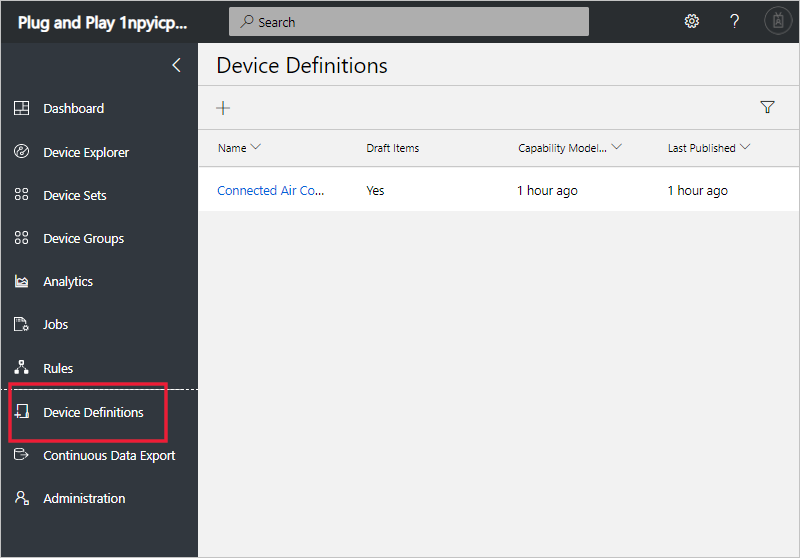 Plug and Play 1npyicp...
Search
?
Device Definitions
Dashboard
Device Explorer
Device Sets
Device Groups
Analytics
Jobs
Rules
Device Definitions
Continuous Data Export
Administration
Name Draft Items Capability Model... Last Published
Connected Air Co... Yes 1 hour ago 1 hour ago